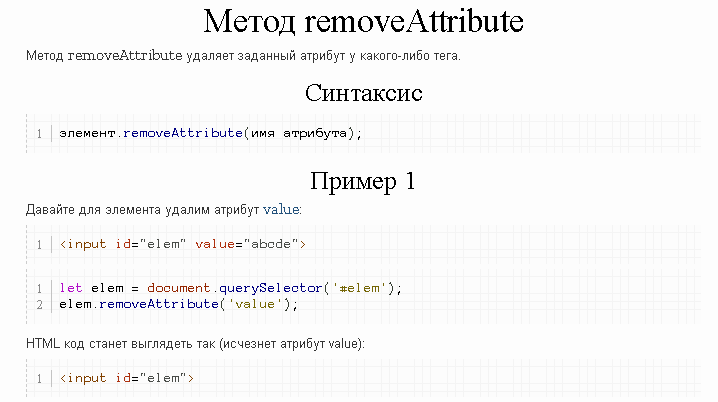 Метод removeAttribute
Метод removeAttribute удаляет заданный атрибут у какого-либо тега.
Синтаксис
1 элемент.removeAttribute(имя атрибута);
Пример 1
Давайте для элемента удалим атрибут value:
1 <input id="elem" value="abcde">
1 let elem = document.querySelector('#elem');
2 elem.removeAttribute('value');
HTML код станет выглядеть так (исчезнет атрибут value):
1 <input id="elem">